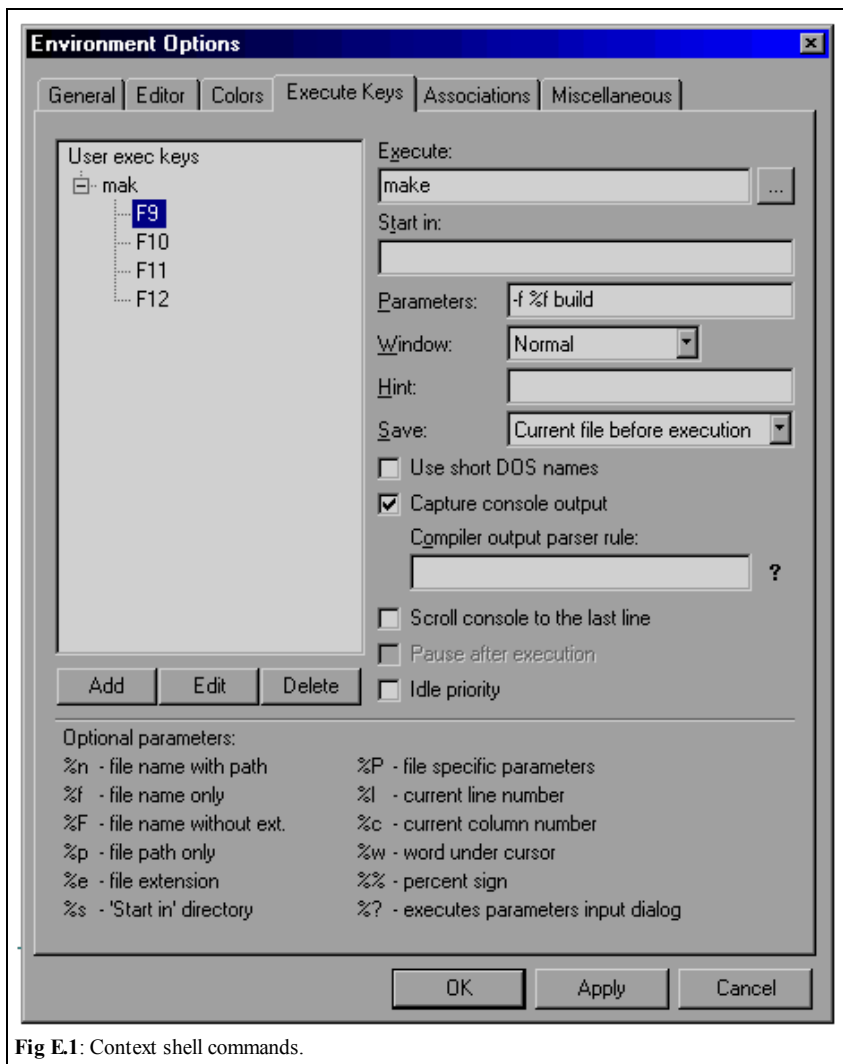 Environment Options
General Editor Colors Execute Keys Associations Miscellaneous
User exec keys
mak
F9
F10
F11
F12
Execute:
make
...
Start in:
Parameters: -f %f build
Window: Normal
Hint:
Save: Current file before execution
Use short DOS names
Capture console output
Compiler output parser rule:
?
Scroll console to the last line
Pause after execution
Idle priority
Add Edit Delete
Optional parameters:
%n - file name with path
%f - file name only
%F - file name without ext.
%p - file path only
%e - file extension
%s - 'Start in' directory
%P - file specific parameters
%l - current line number
%c - current column number
%w - word under cursor
%% - percent sign
%? - executes parameters input dialog
OK Apply Cancel
Fig E.1: Context shell commands.